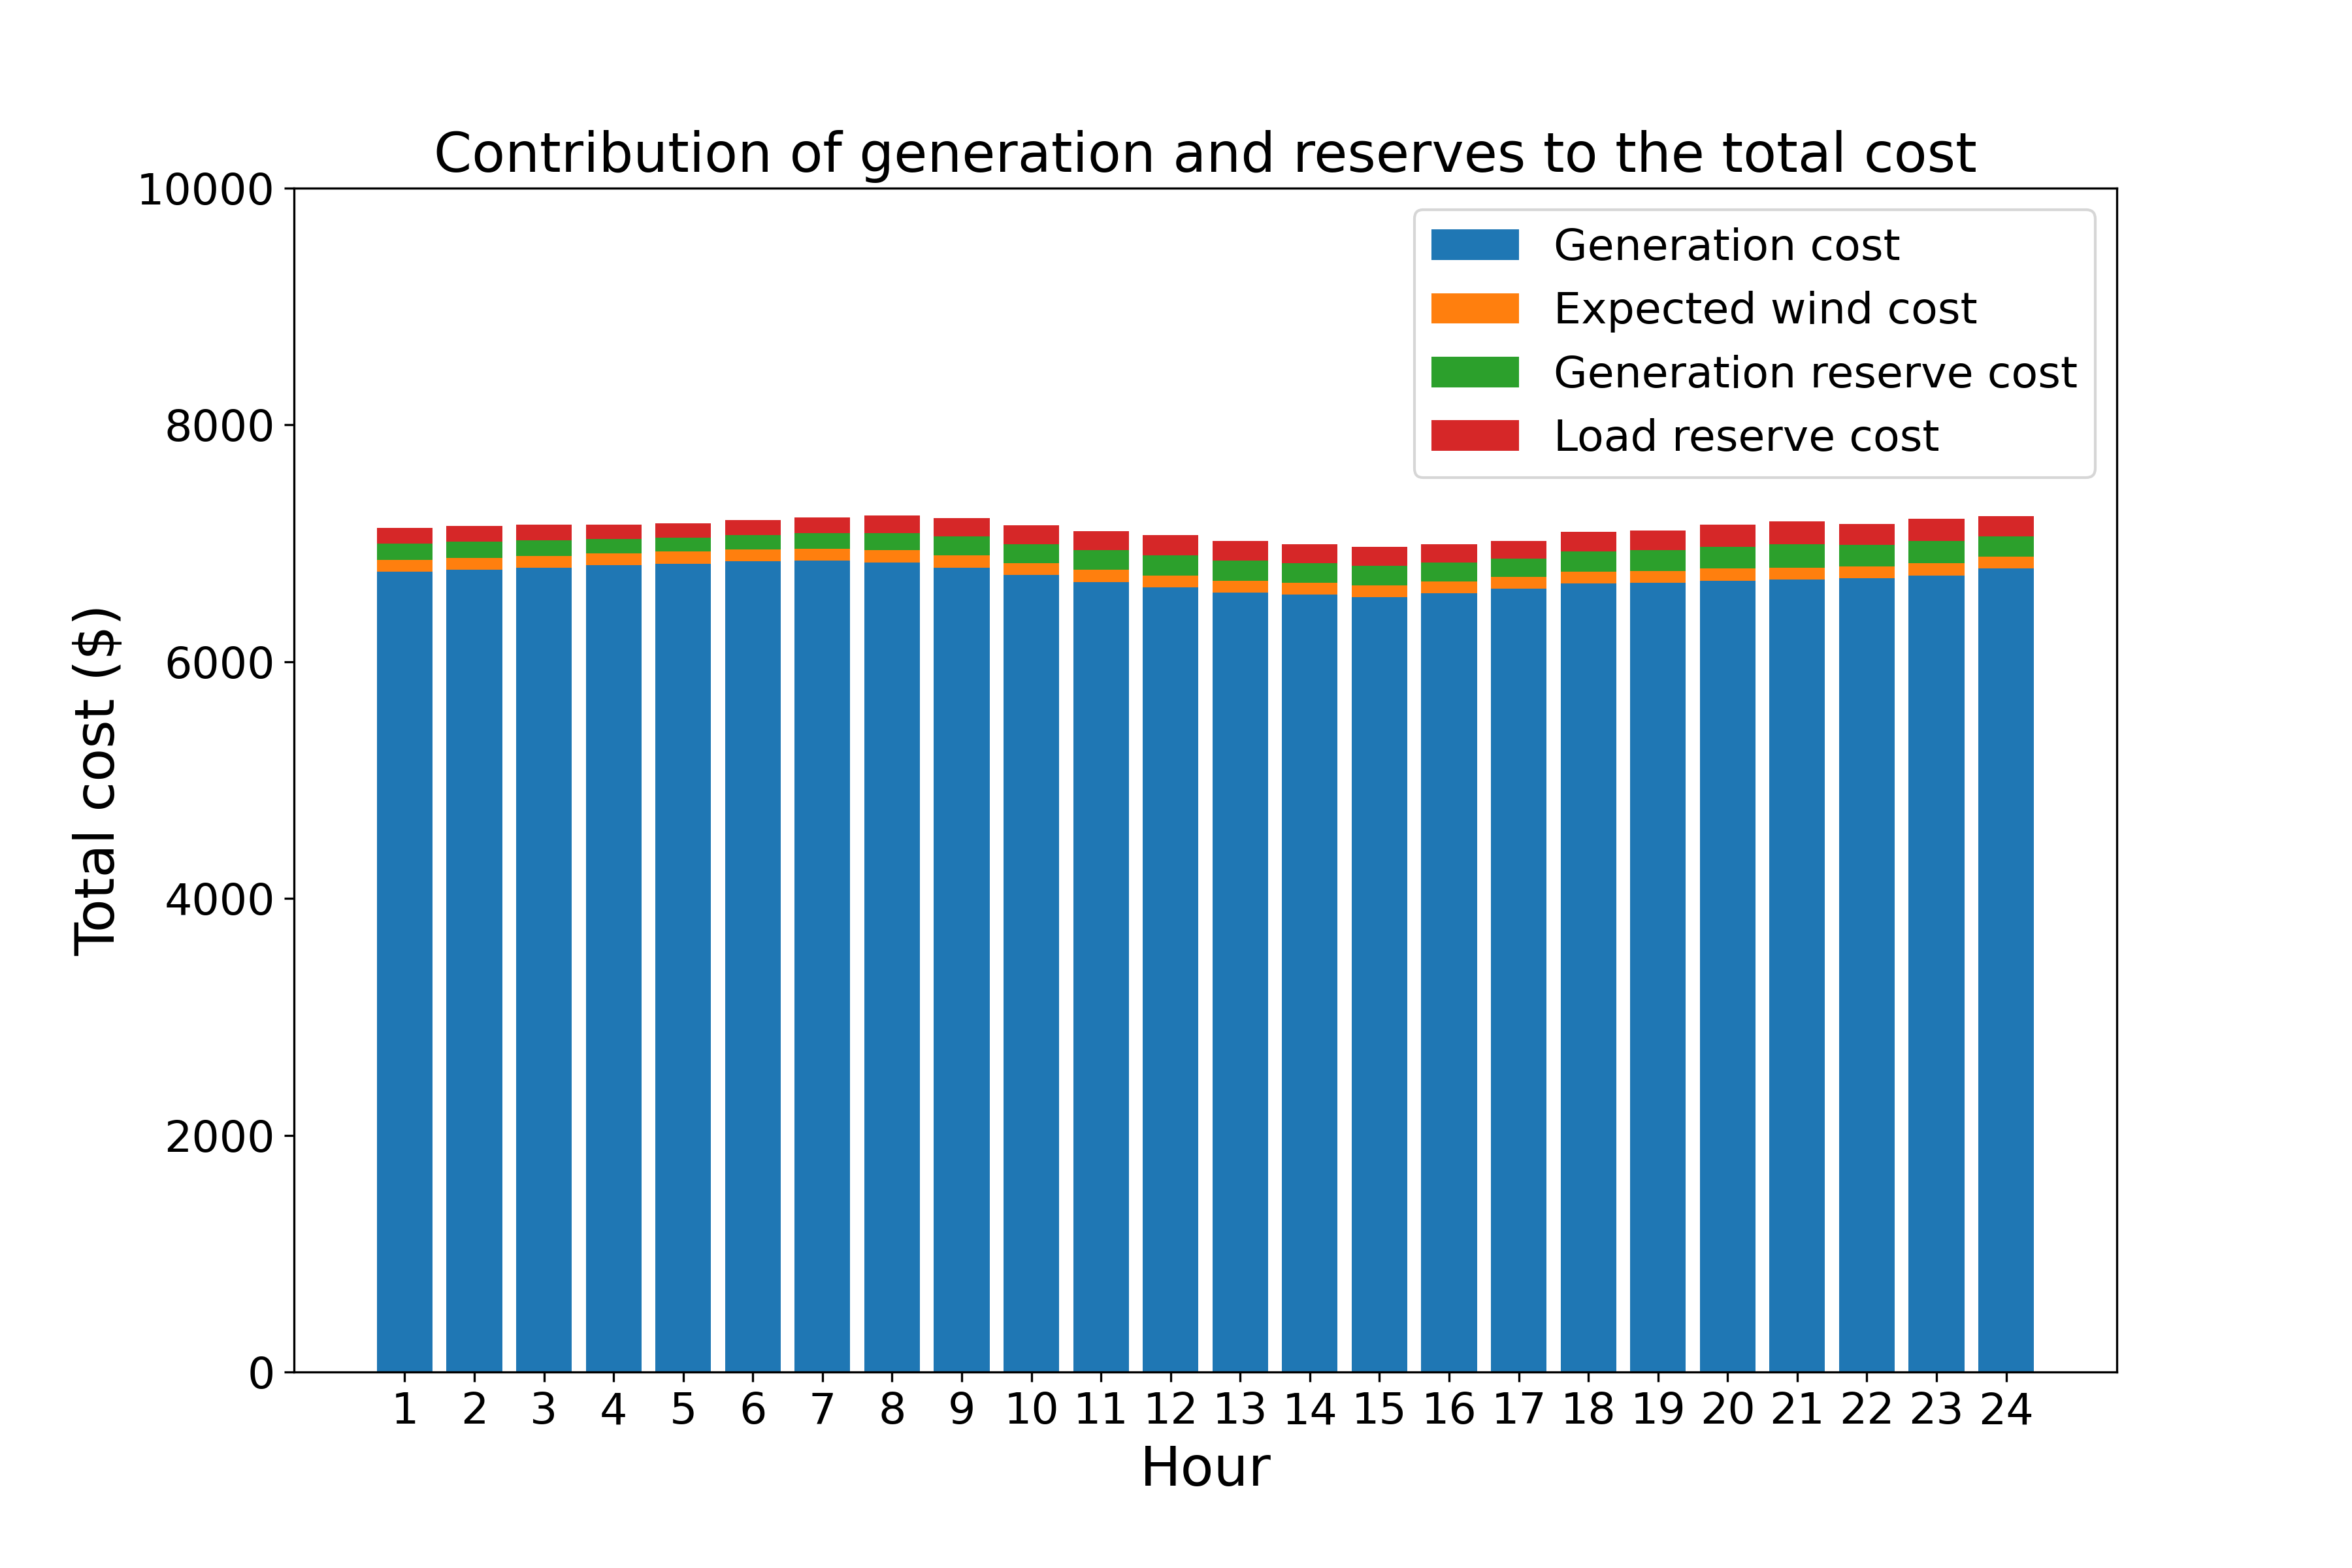 Contribution of generation and reserves to the total cost
10000
8000
6000
4000
2000
0
Total cost ($)
Generation cost
Expected wind cost
Generation reserve cost
Load reserve cost
1 2 3 4 5 6 7 8 9 10 11 12 13 14 15 16 17 18 19 20 21 22 23 24
Hour